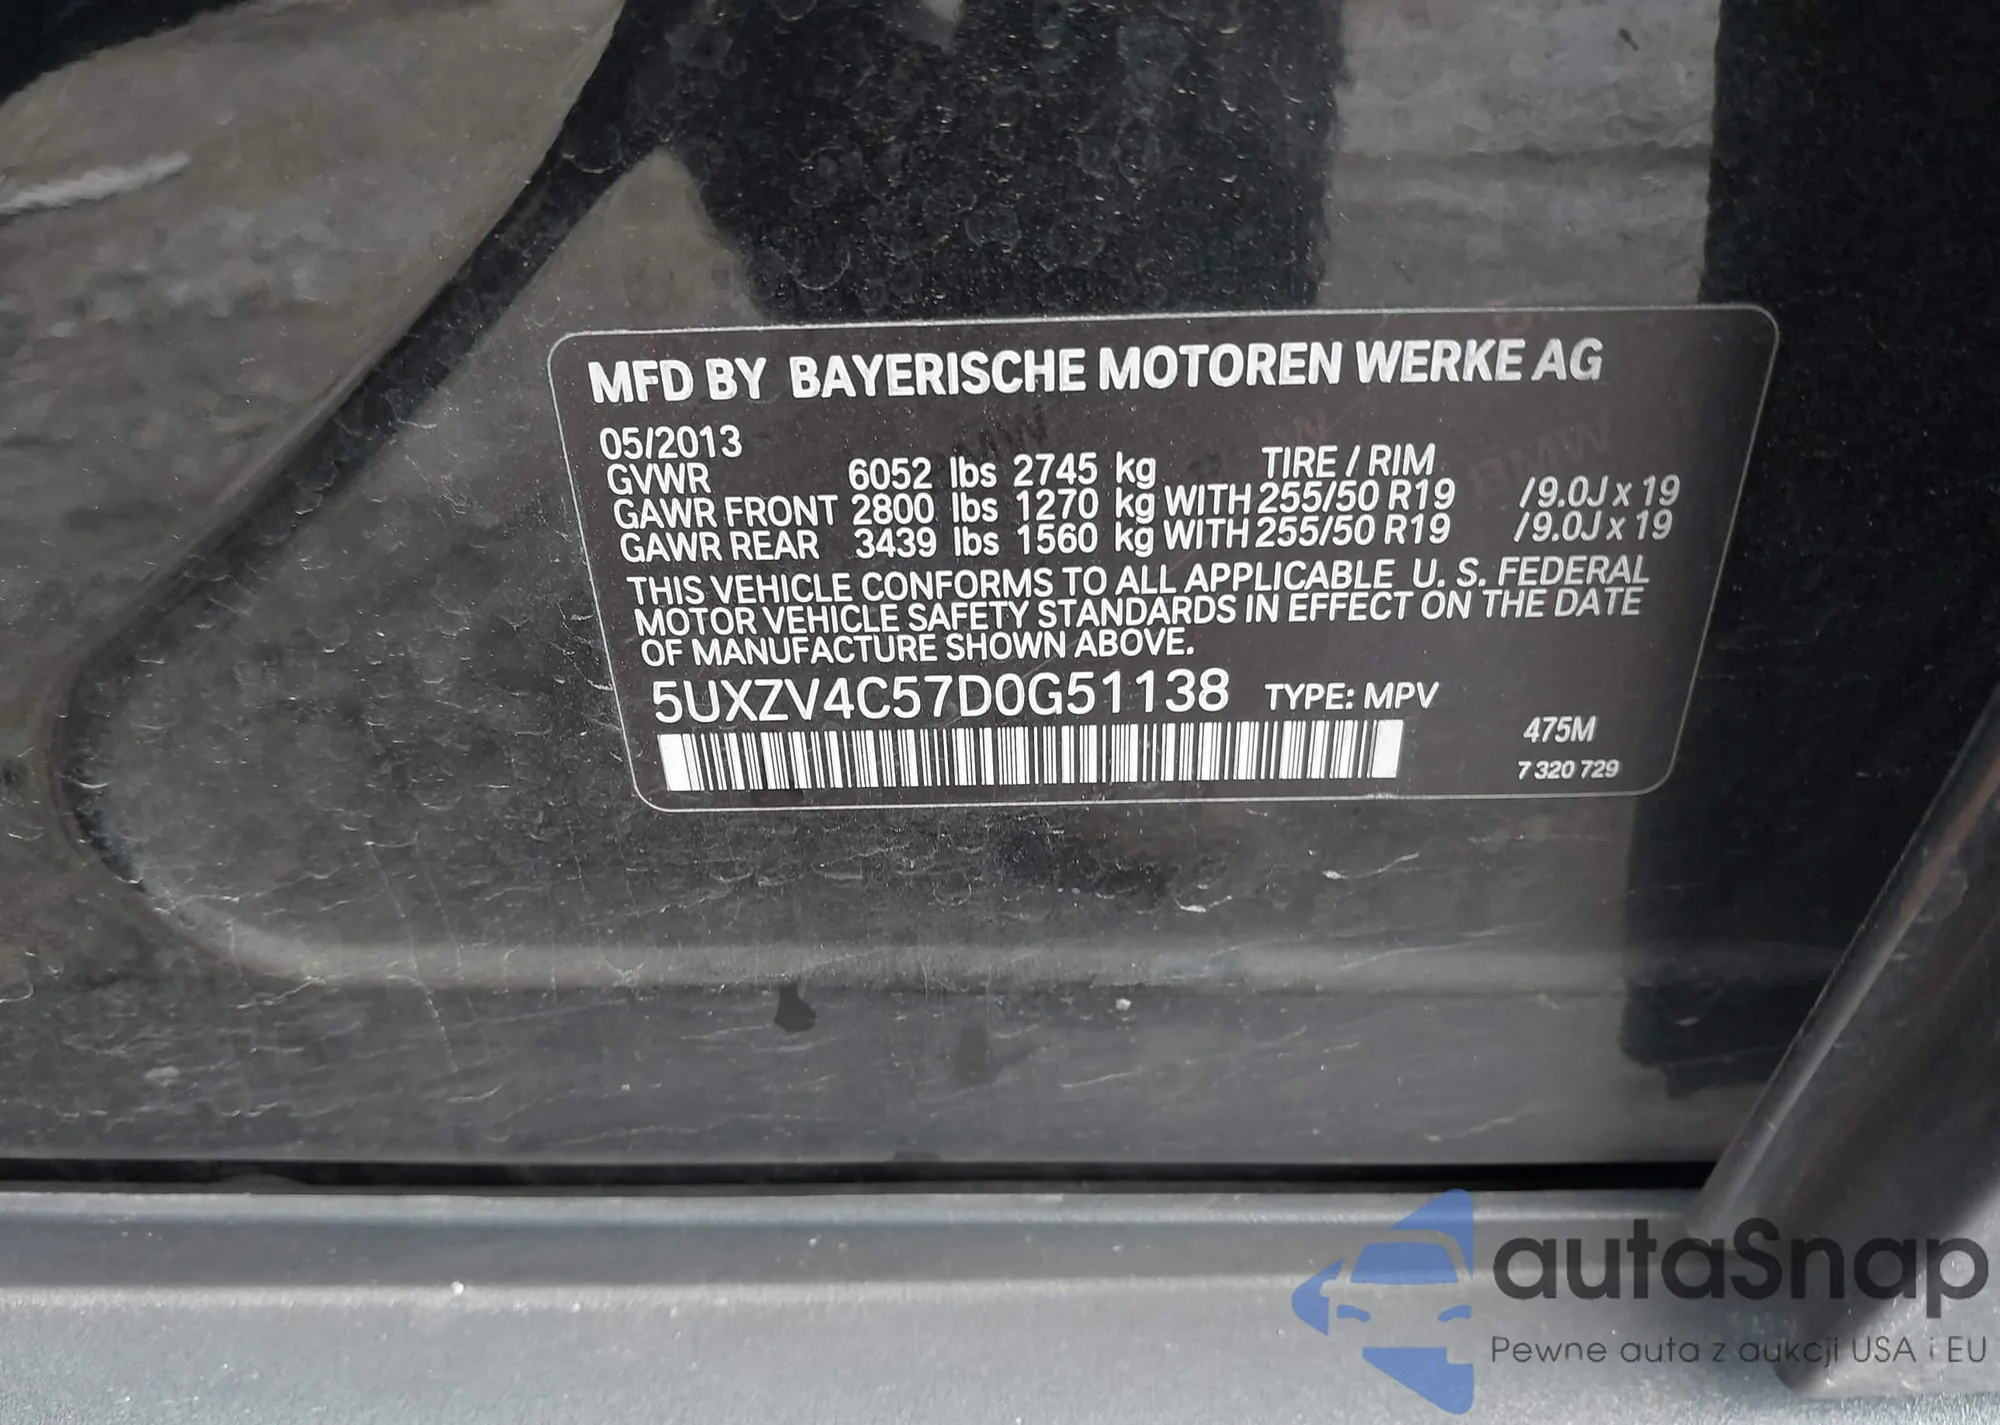 MFD BY BAYERISCHE MOTOREN WERKE AG
05/2013
GVWR 6052 lbs 2745 kg TIRE / RIM
GAWR FRONT 2800 lbs 1270 kg WITH 255/50 R19 /9.0J x 19
GAWR REAR 3439 lbs 1560 kg WITH 255/50 R19 /9.0J x 19
THIS VEHICLE CONFORMS TO ALL APPLICABLE U. S. FEDERAL
MOTOR VEHICLE SAFETY STANDARDS IN EFFECT ON THE DATE
OF MANUFACTURE SHOWN ABOVE.
5UXZV4C57D0G51138 TYPE: MPV
475M
7 320 729
autaSnap
Pewne auta z aukcji USA i EU